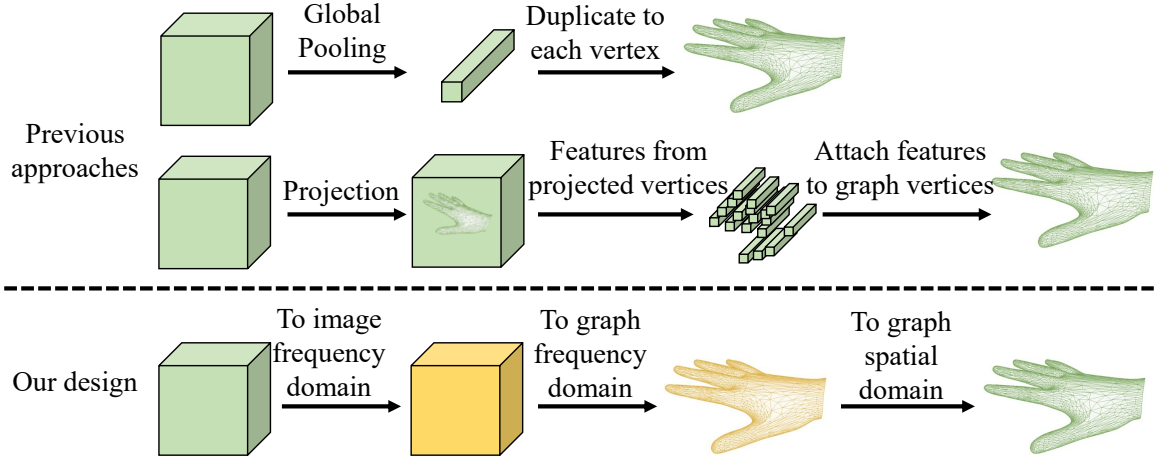 Global
Pooling
Duplicate to
each vertex
Previous
approaches
Projection
Features from
projected vertices
Attach features
to graph vertices
Our design
To image
frequency
domain
To graph
frequency
domain
To graph
spatial
domain